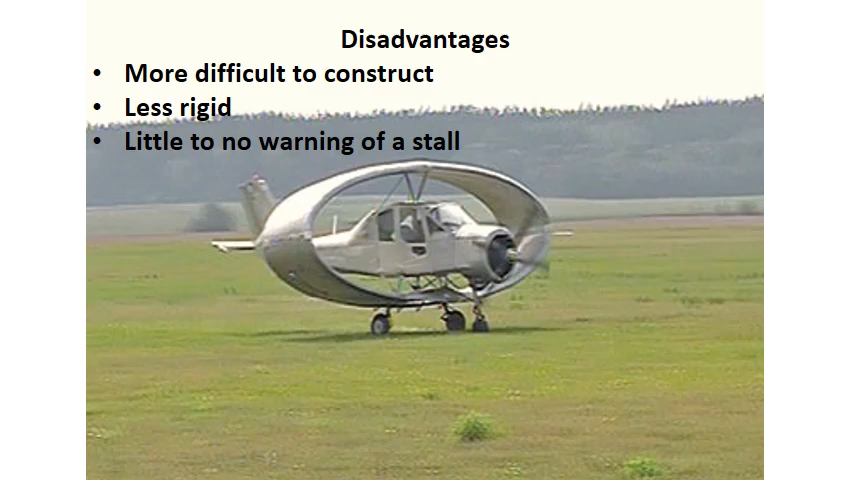 Disadvantages
• More difficult to construct
• Less rigid
• Little to no warning of a stall